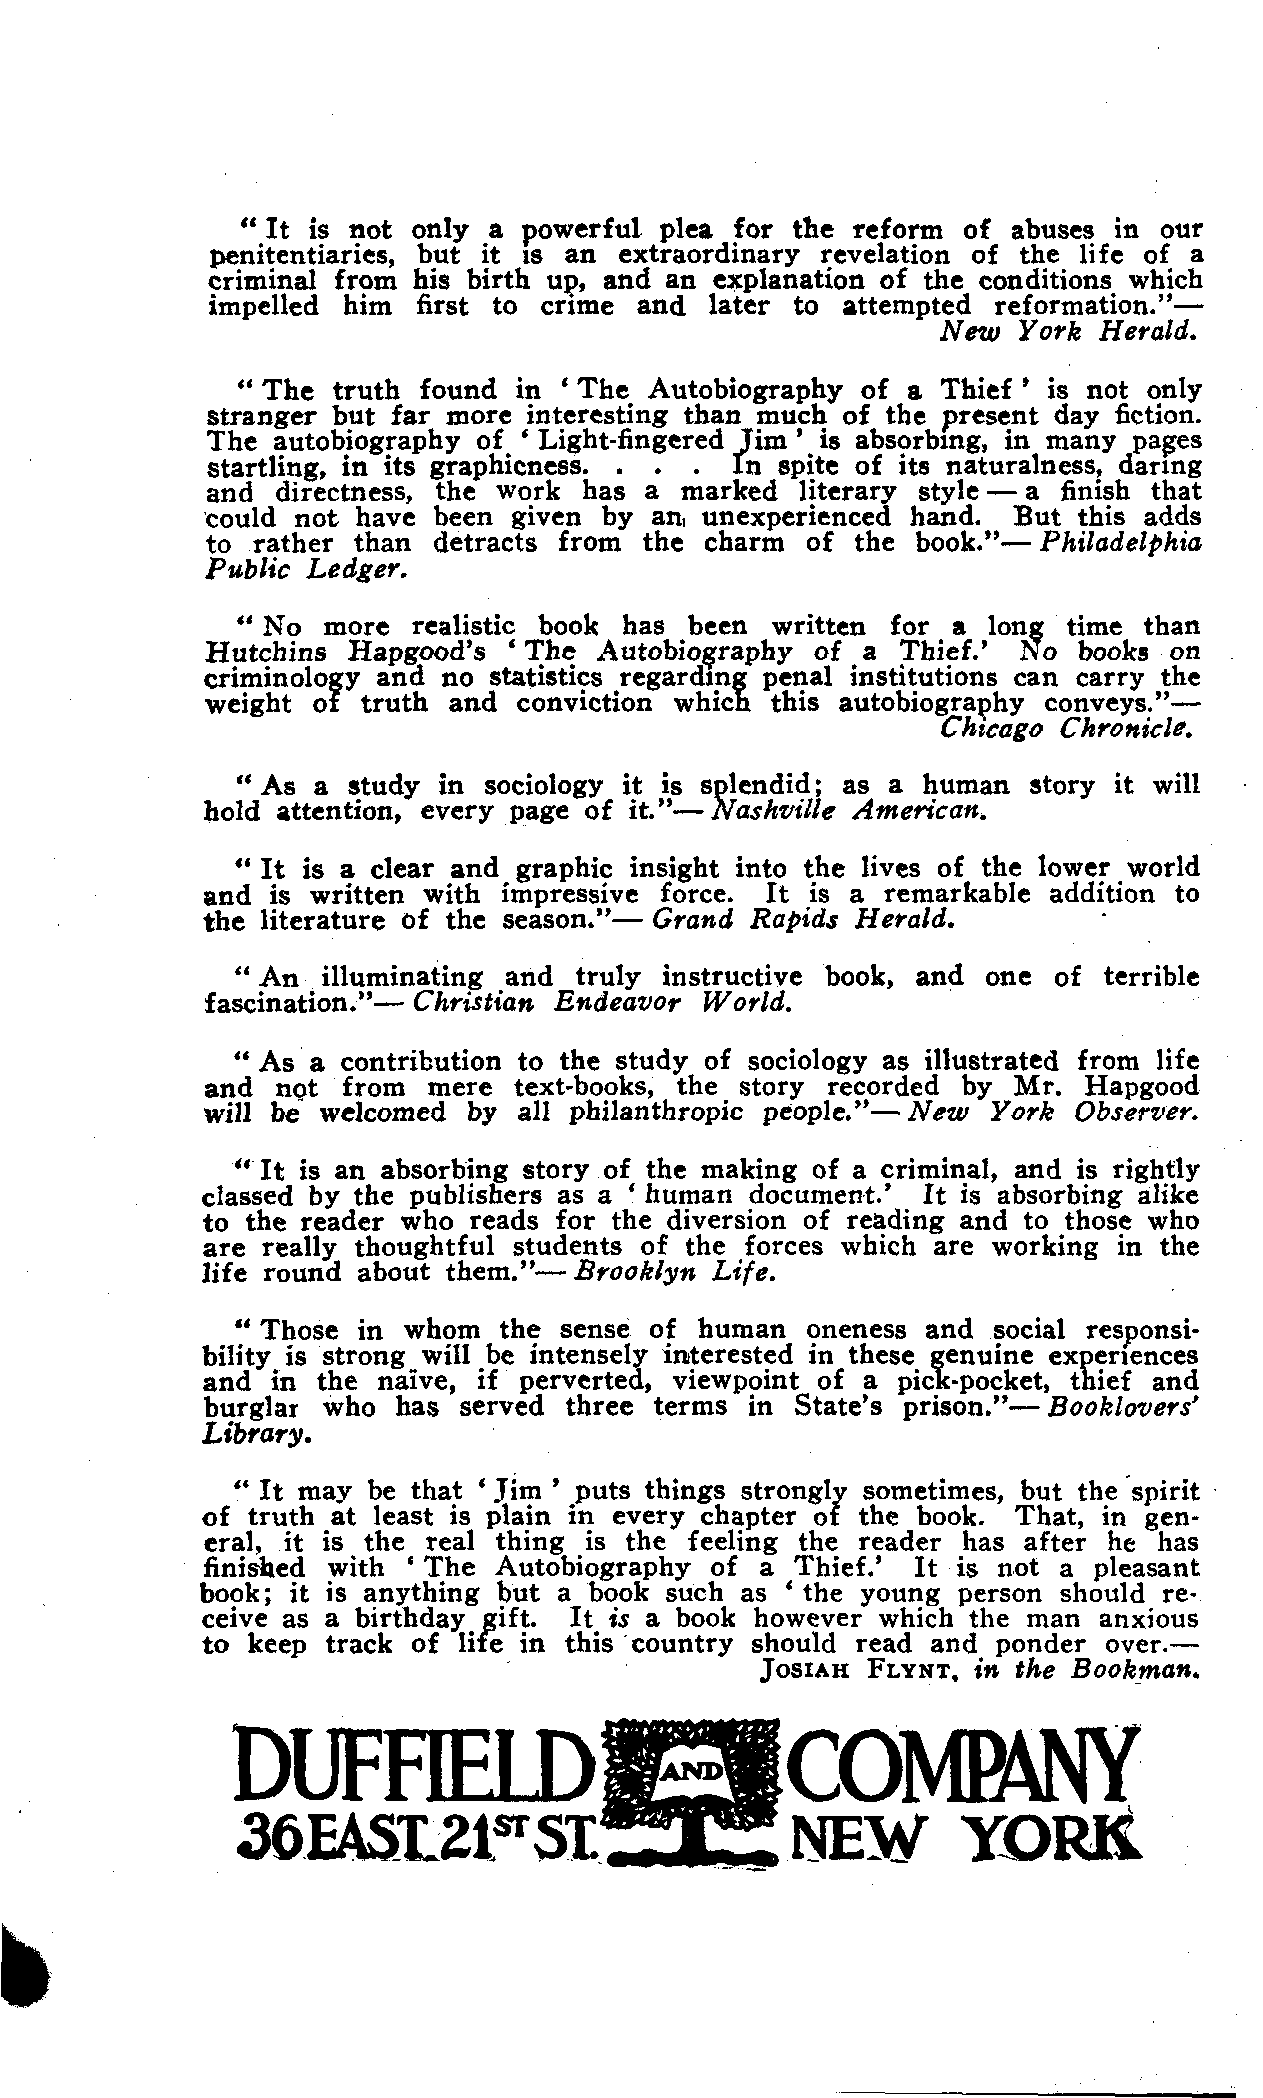 “ It is not only a powerful plea for the reform of abuses in our
penitentiaries, but it is an extraordinary revelation of the life of a
criminal from his birth up, and an explanation of the conditions which
impelled him first to crime and later to attempted reformation.”—
New York Herald.
“ The truth found in ‘ The Autobiography of a Thief ’ is not only
stranger but far more interesting than much of the present day fiction.
The autobiography of ‘ Light-fingered Jim ’ is absorbing, in many pages
startling, in its graphicness. . . . In spite of its naturalness, daring
and directness, the work has a marked literary style — a finish that
could not have been given by an unexperienced hand. But this adds
to rather than detracts from the charm of the book.”— Philadelphia
Public Ledger.
“ No more realistic book has been written for a long time than
Hutchins Hapgood’s ‘ The Autobiography of a Thief.’ No books on
criminology and no statistics regarding penal institutions can carry the
weight of truth and conviction which this autobiography conveys.”—
Chicago Chronicle.
“ As a study in sociology it is splendid; as a human story it will
hold attention, every page of it.”— Nashville American.
“ It is a clear and graphic insight into the lives of the lower world
and is written with impressive force. It is a remarkable addition to
the literature of the season.”— Grand Rapids Herald.
“ An illuminating and truly instructive book, and one of terrible
fascination.”— Christian Endeavor World.
“ As a contribution to the study of sociology as illustrated from life
and not from mere text-books, the story recorded by Mr. Hapgood
will be welcomed by all philanthropic people.”— New York Observer.
“ It is an absorbing story of the making of a criminal, and is rightly
classed by the publishers as a ‘ human document.’ It is absorbing alike
to the reader who reads for the diversion of reading and to those who
are really thoughtful students of the forces which are working in the
life round about them.”— Brooklyn Life.
“ Those in whom the sense of human oneness and social responsi-
bility is strong will be intensely interested in these genuine experiences
and in the naïve, if perverted, viewpoint of a pick-pocket, thief and
burglar who has served three terms in State’s prison.”— Booklovers’
Library.
“ It may be that ‘ Jim ’ puts things strongly sometimes, but the spirit
of truth at least is plain in every chapter of the book. That, in gen-
eral, it is the real thing is the feeling the reader has after he has
finished with ‘ The Autobiography of a Thief.’ It is not a pleasant
book; it is anything but a book such as ‘ the young person should re-
ceive as a birthday gift. It is a book however which the man anxious
to keep track of life in this country should read and ponder over.—
JOSIAH FLYNT, in the Bookman.
DUFFIELD AND COMPANY
36 EAST 21ST ST. NEW YORK